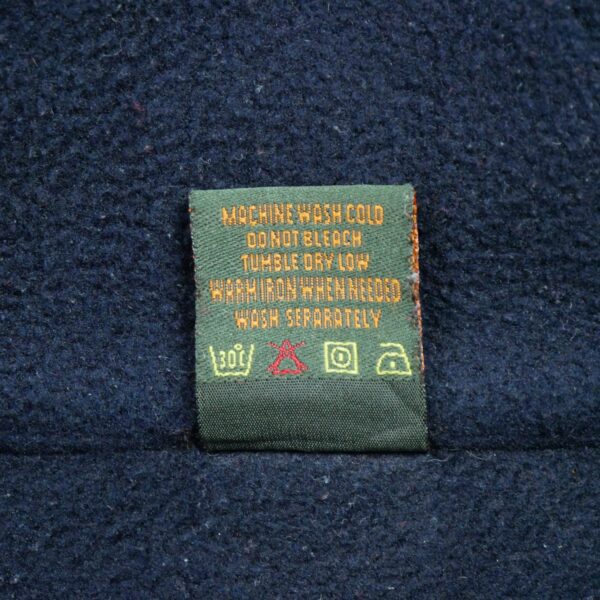 MACHINE WASH COLD
DO NOT BLEACH
TUMBLE DRY LOW
WARM IRON WHEN NEEDED
WASH SEPARATELY
30°C